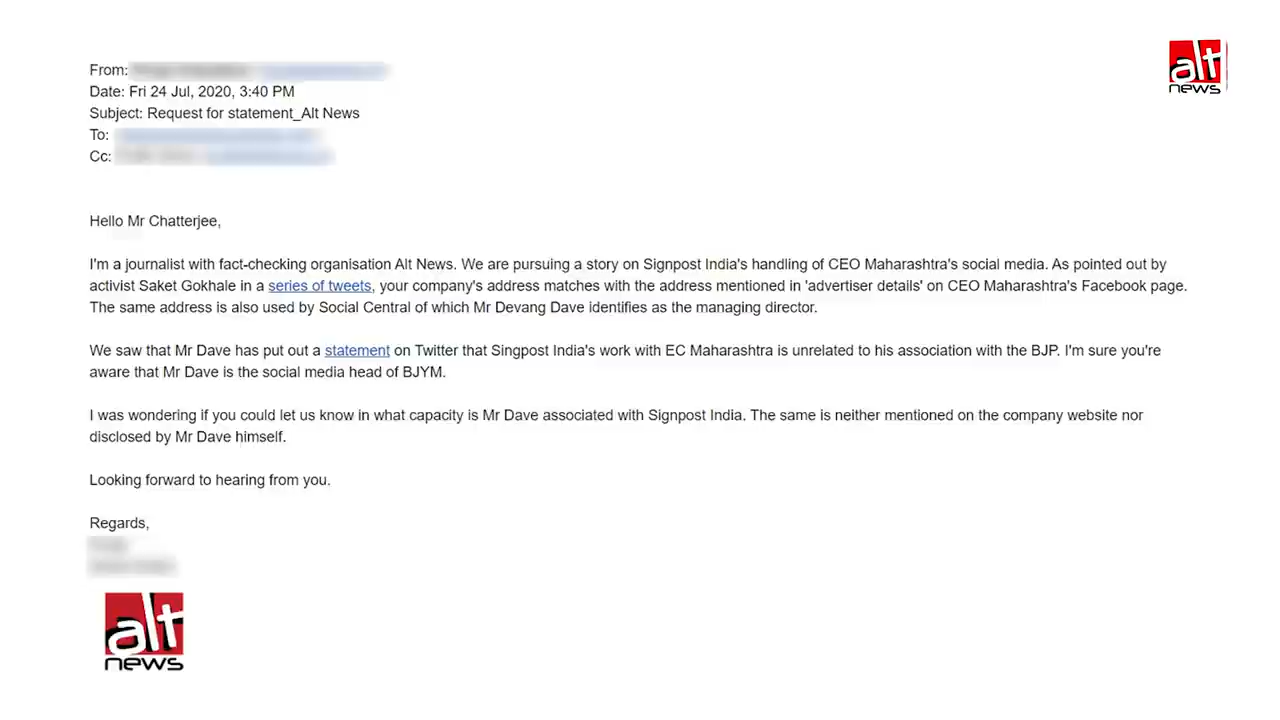 alt
news
From:
Date: Fri 24 Jul, 2020, 3:40 PM
Subject: Request for statement_Alt News
To:
Cc:
Hello Mr Chatterjee,
I'm a journalist with fact-checking organisation Alt News. We are pursuing a story on Signpost India's handling of CEO Maharashtra's social media. As pointed out by
activist Saket Gokhale in a series of tweets, your company's address matches with the address mentioned in 'advertiser details' on CEO Maharashtra's Facebook page.
The same address is also used by Social Central of which Mr Devang Dave identifies as the managing director.
We saw that Mr Dave has put out a statement on Twitter that Singpost India's work with EC Maharashtra is unrelated to his association with the BJP. I'm sure you're
aware that Mr Dave is the social media head of BJYM.
I was wondering if you could let us know in what capacity is Mr Dave associated with Signpost India. The same is neither mentioned on the company website nor
disclosed by Mr Dave himself.
Looking forward to hearing from you.
Regards,
alt
news